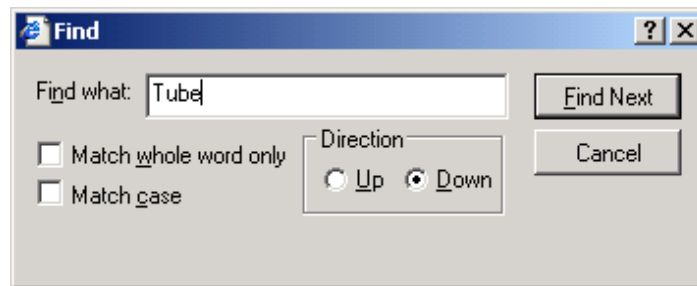 Find
Find what: Tube Find Next
Match whole word only Direction Cancel
Match case Up Down